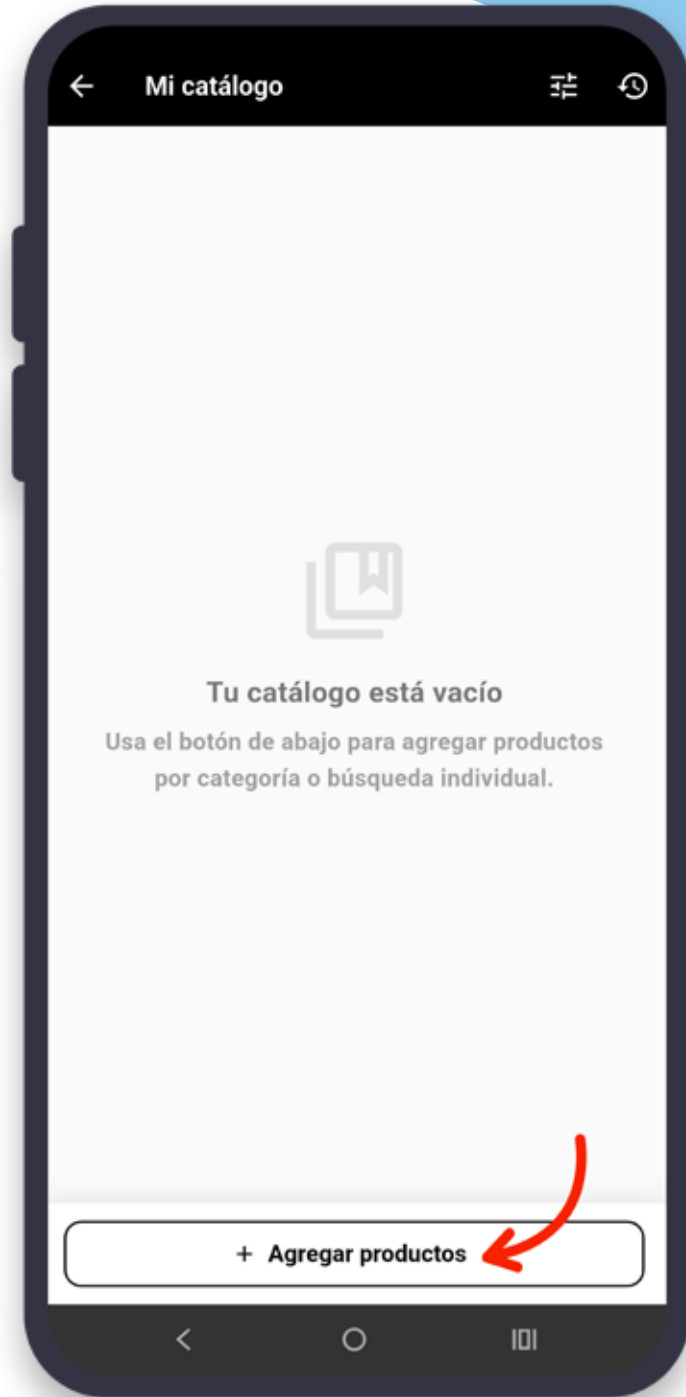 Mi catálogo
Tu catálogo está vacío
Usa el botón de abajo para agregar productos
por categoría o búsqueda individual.
+ Agregar productos